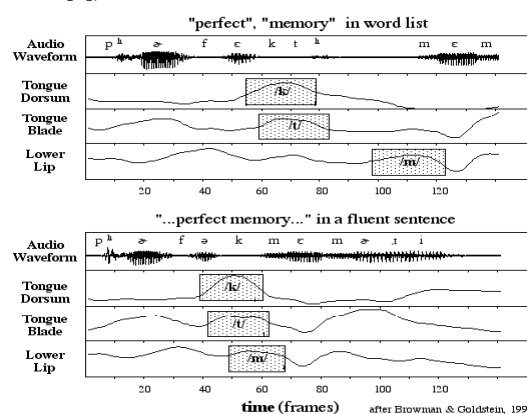 "perfect", "memory" in word list
Audio Waveform
pʰ ɚ f ɛ k tʰ m ɛ m
Tongue Dorsum
/k/
Tongue Blade
/t/
Lower Lip
/m/
20 40 60 80 100 120
"...perfect memory..." in a fluent sentence
Audio Waveform
pʰ ɚ f ə k m ɛ m ɚ ɹ i
Tongue Dorsum
/k/
Tongue Blade
/t/
Lower Lip
/m/
20 40 60 80 100 120
time (frames)
after Browman & Goldstein, 199